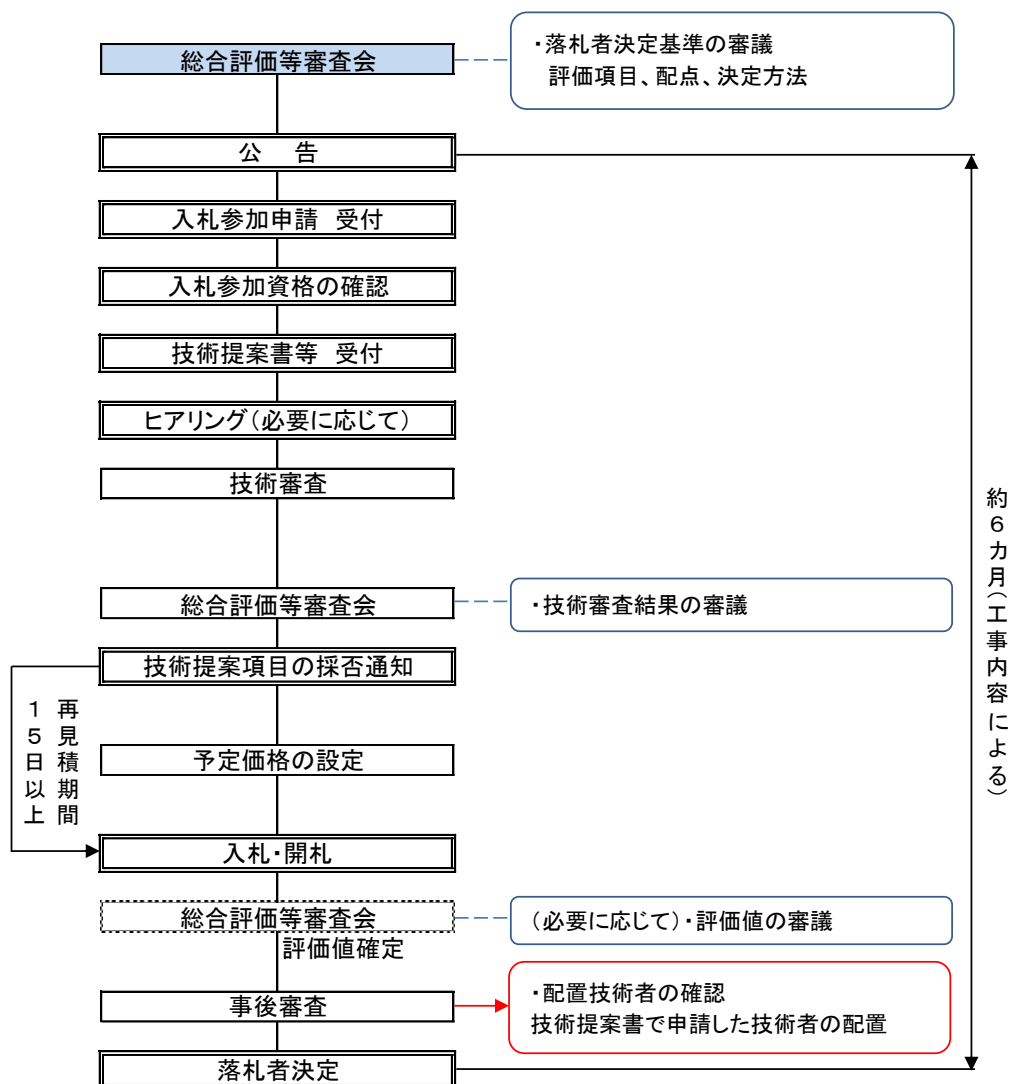 総合評価等審査会
・落札者決定基準の審議
評価項目、配点、決定方法
公　告
入札参加申請　受付
入札参加資格の確認
技術提案書等　受付
ヒアリング（必要に応じて）
技術審査
総合評価等審査会
・技術審査結果の審議
技術提案項目の採否通知
再見積期間
１５日以上
予定価格の設定
入札・開札
総合評価等審査会
（必要に応じて）・評価値の審議
評価値確定
事後審査
・配置技術者の確認
技術提案書で申請した技術者の配置
落札者決定
約６カ月（工事内容による）